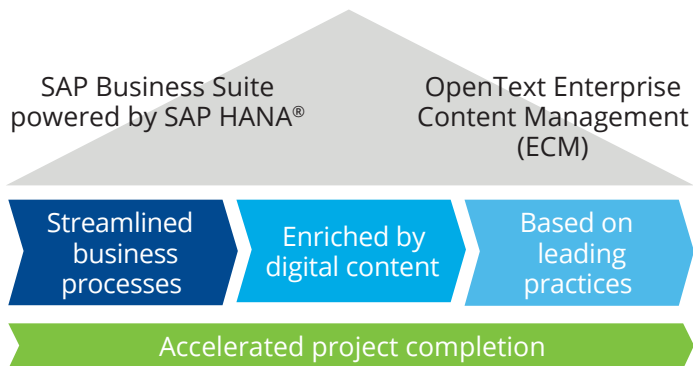 SAP Business Suite
powered by SAP HANA®
OpenText Enterprise
Content Management
(ECM)
Streamlined
business
processes
Enriched by
digital content
Based on
leading
practices
Accelerated project completion